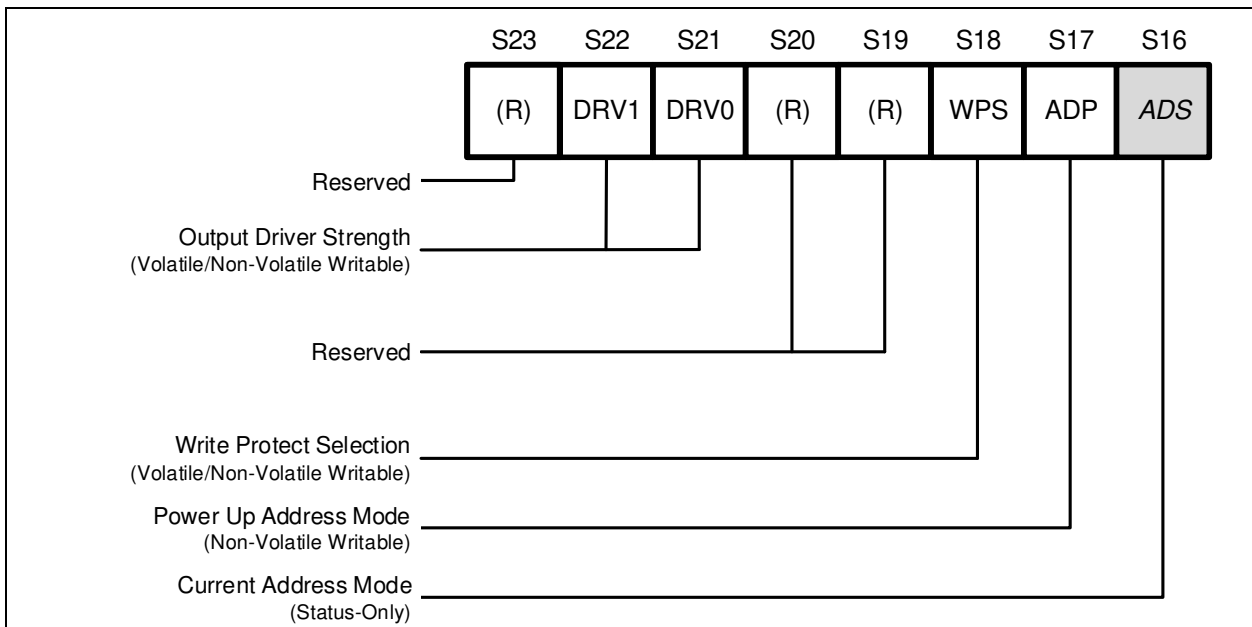 S23 S22 S21 S20 S19 S18 S17 S16
(R) DRV1 DRV0 (R) (R) WPS ADP ADS
Reserved
Output Driver Strength
(Volatile/Non-Volatile Writable)
Reserved
Write Protect Selection
(Volatile/Non-Volatile Writable)
Power Up Address Mode
(Non-Volatile Writable)
Current Address Mode
(Status-Only)